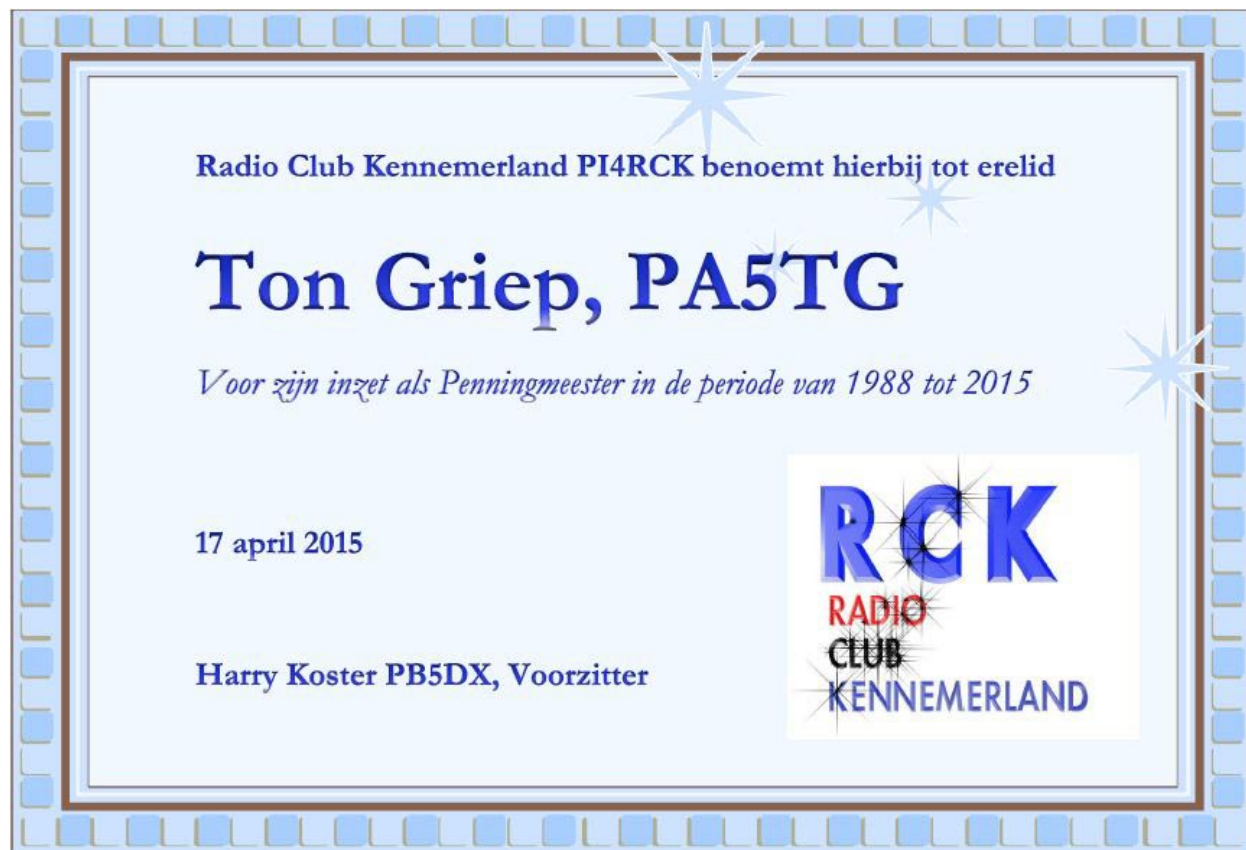 Radio Club Kennemerland PI4RCK benoemt hierbij tot erelid
Ton Griep, PA5TG
Voor zijn inzet als Penningmeester in de periode van 1988 tot 2015
17 april 2015
Harry Koster PB5DX, Voorzitter
RCK
RADIO
CLUB
KENNEMERLAND